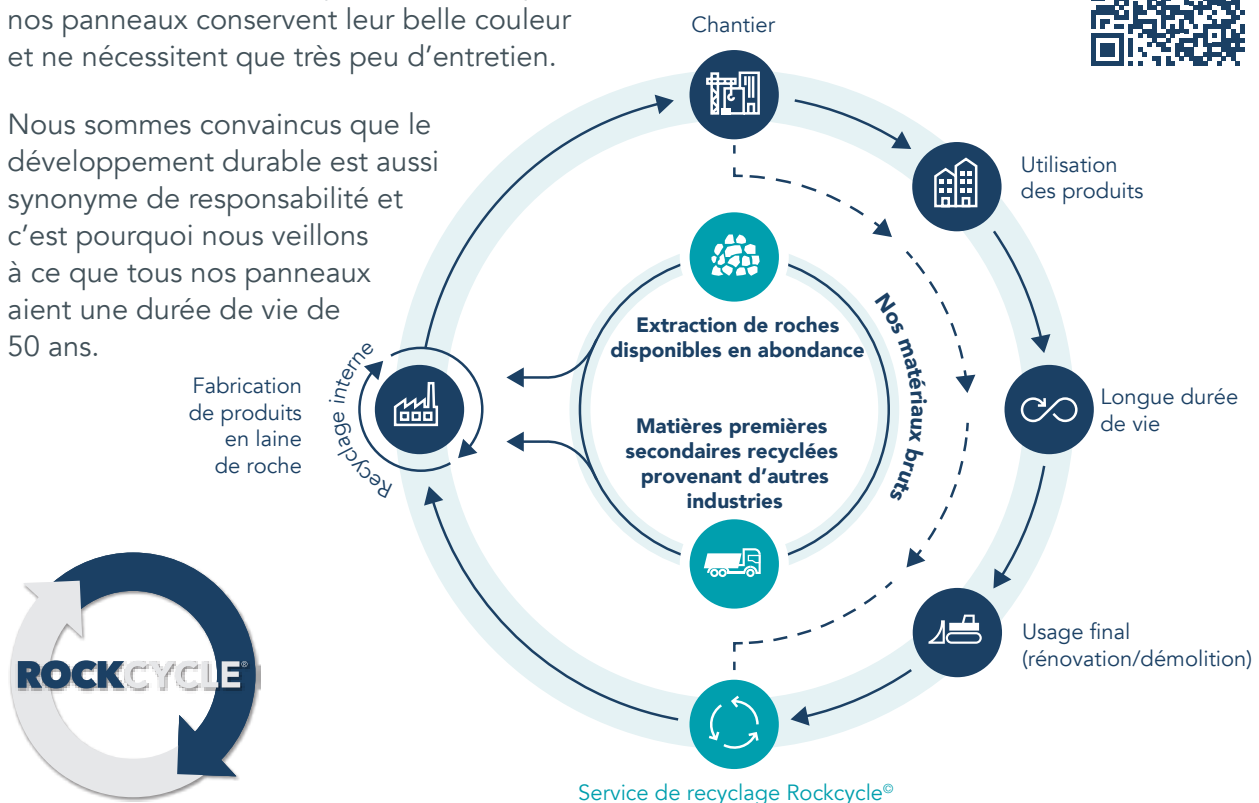 nos panneaux conservent leur belle couleur
et ne nécessitent que très peu d’entretien.
Nous sommes convaincus que le
développement durable est aussi
synonyme de responsabilité et
c’est pourquoi nous veillons
à ce que tous nos panneaux
aient une durée de vie de
50 ans.
Chantier
Utilisation
des produits
Longue durée
de vie
Usage final
(rénovation/démolition)
Service de recyclage Rockcycle©
Fabrication
de produits
en laine
de roche
Recyclage interne
Extraction de roches
disponibles en abondance
Matières premières
secondaires recyclées
provenant d’autres
industries
Nos matériaux bruts
ROCKCYCLE®